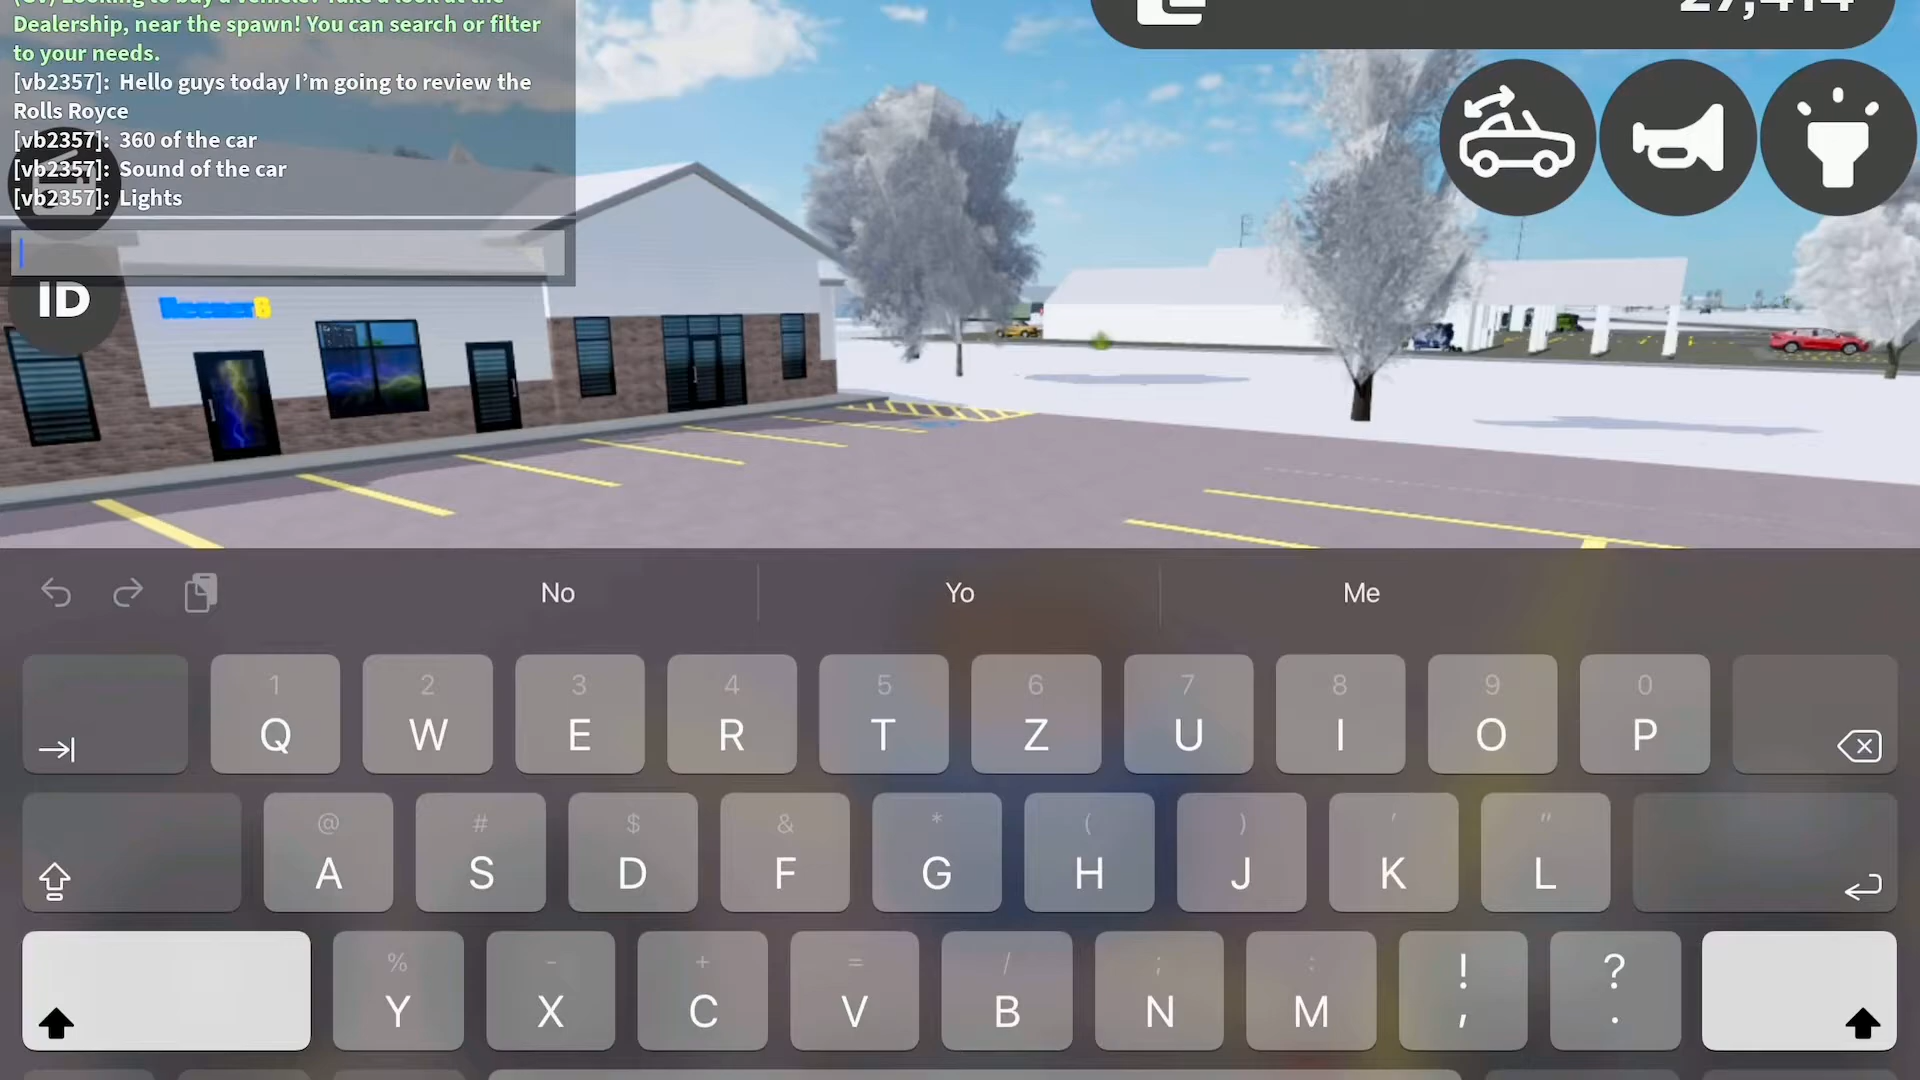 Dealership, near the spawn! You can search or filter
to your needs.
[vb2357]: Hello guys today I’m going to review the
Rolls Royce
[vb2357]: 360 of the car
[vb2357]: Sound of the car
[vb2357]: Lights
ID
No Yo Me
1 2 3 4 5 6 7 8 9 0
Q W E R T Z U I O P
@ # $ & * ( ) ' "
A S D F G H J K L
% - + = / ; : ! ?
Y X C V B N M , .